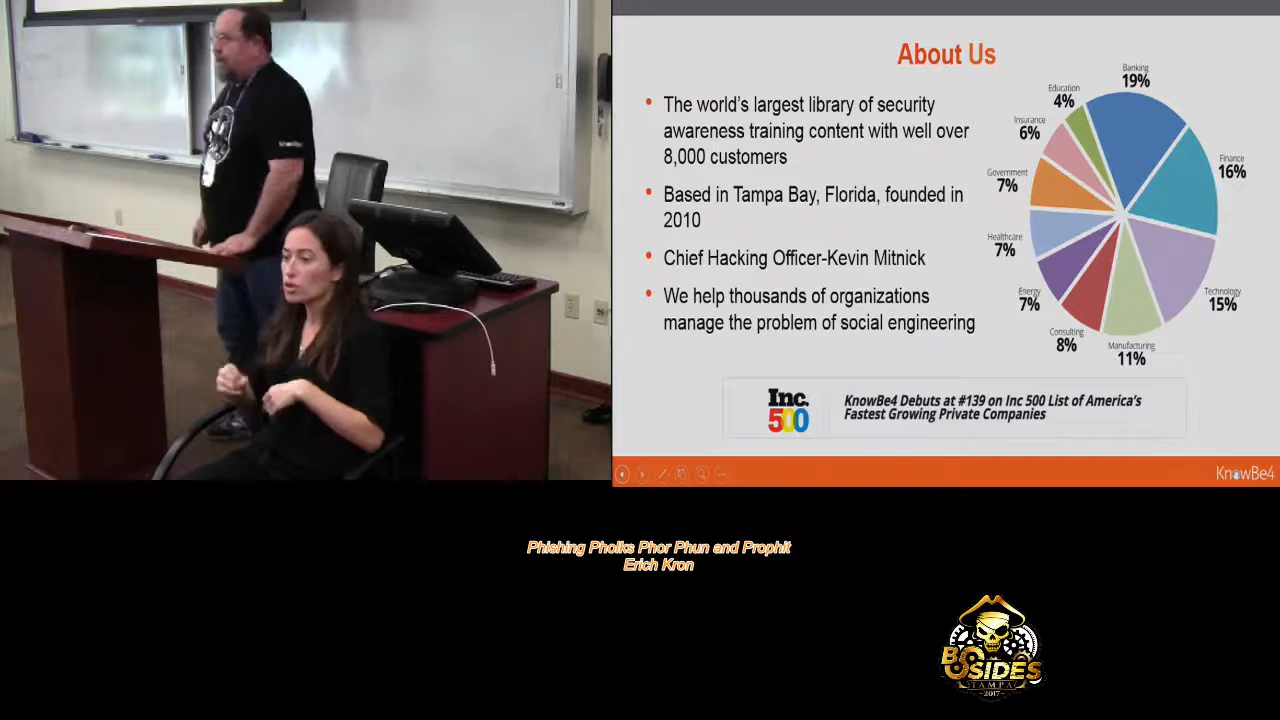 About Us
The world's largest library of security
awareness training content with well over
8,000 customers
Based in Tampa Bay, Florida, founded in
2010
Chief Hacking Officer-Kevin Mitnick
We help thousands of organizations
manage the problem of social engineering
Banking
19%
Finance
16%
Technology
15%
Manufacturing
11%
Consulting
8%
Energy
7%
Healthcare
7%
Government
7%
Insurance
6%
Education
4%
Inc.
500
KnowBe4 Debuts at #139 on Inc 500 List of America's
Fastest Growing Private Companies
KnowBe4
Phishing Pholks Phor Phun and Prophit
Erich Kron
BSIDES
TAMPA
2017